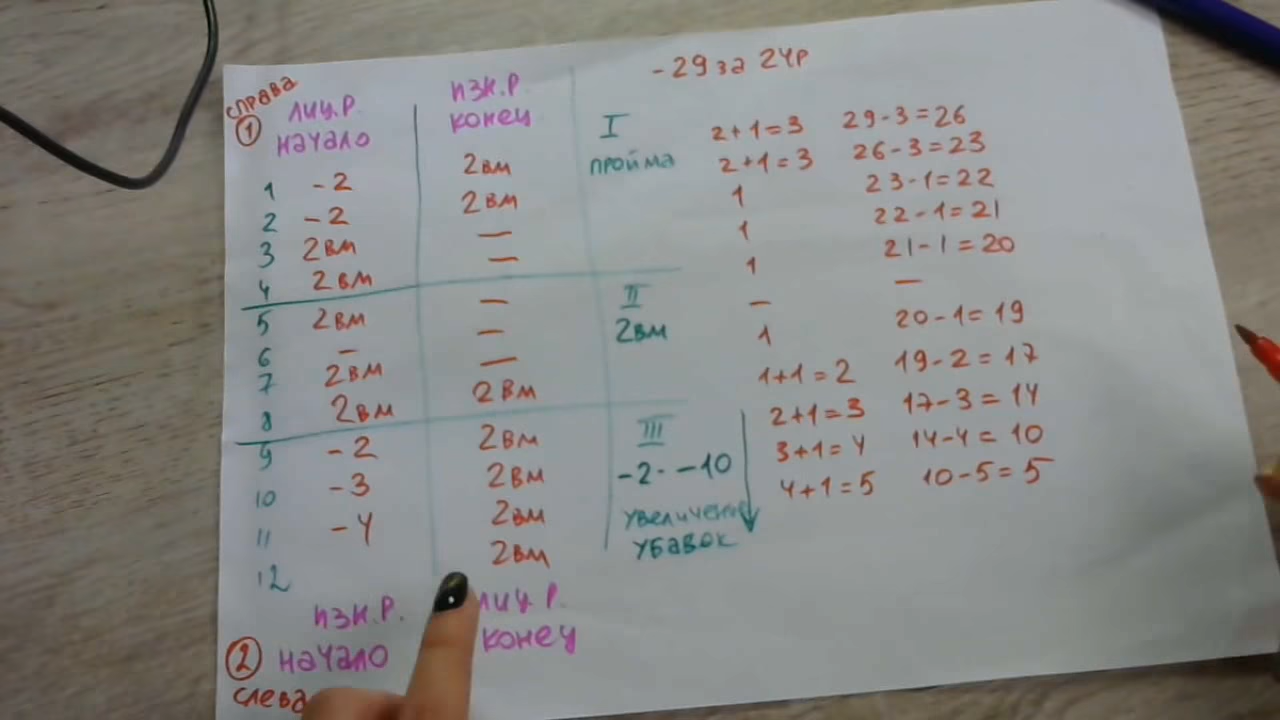 -29 за 24р
справа
① лиц.р. начало
изн.р. конец
I пройма
1 -2 2вм 2+1=3 29-3=26
2 -2 2вм 2+1=3 26-3=23
3 2вм — 1 23-1=22
4 2вм — 1 22-1=21
5 2вм — II 2вм 1 21-1=20
6 — — — —
7 2вм — 1 20-1=19
8 2вм 2вм 1+1=2 19-2=17
9 -2 2вм III 2+1=3 17-3=14
10 -3 2вм -2--10 3+1=4 14-4=10
11 -4 2вм увеличение 4+1=5 10-5=5
12 2вм убавок
② изн.р. начало
лиц р. конец
слева